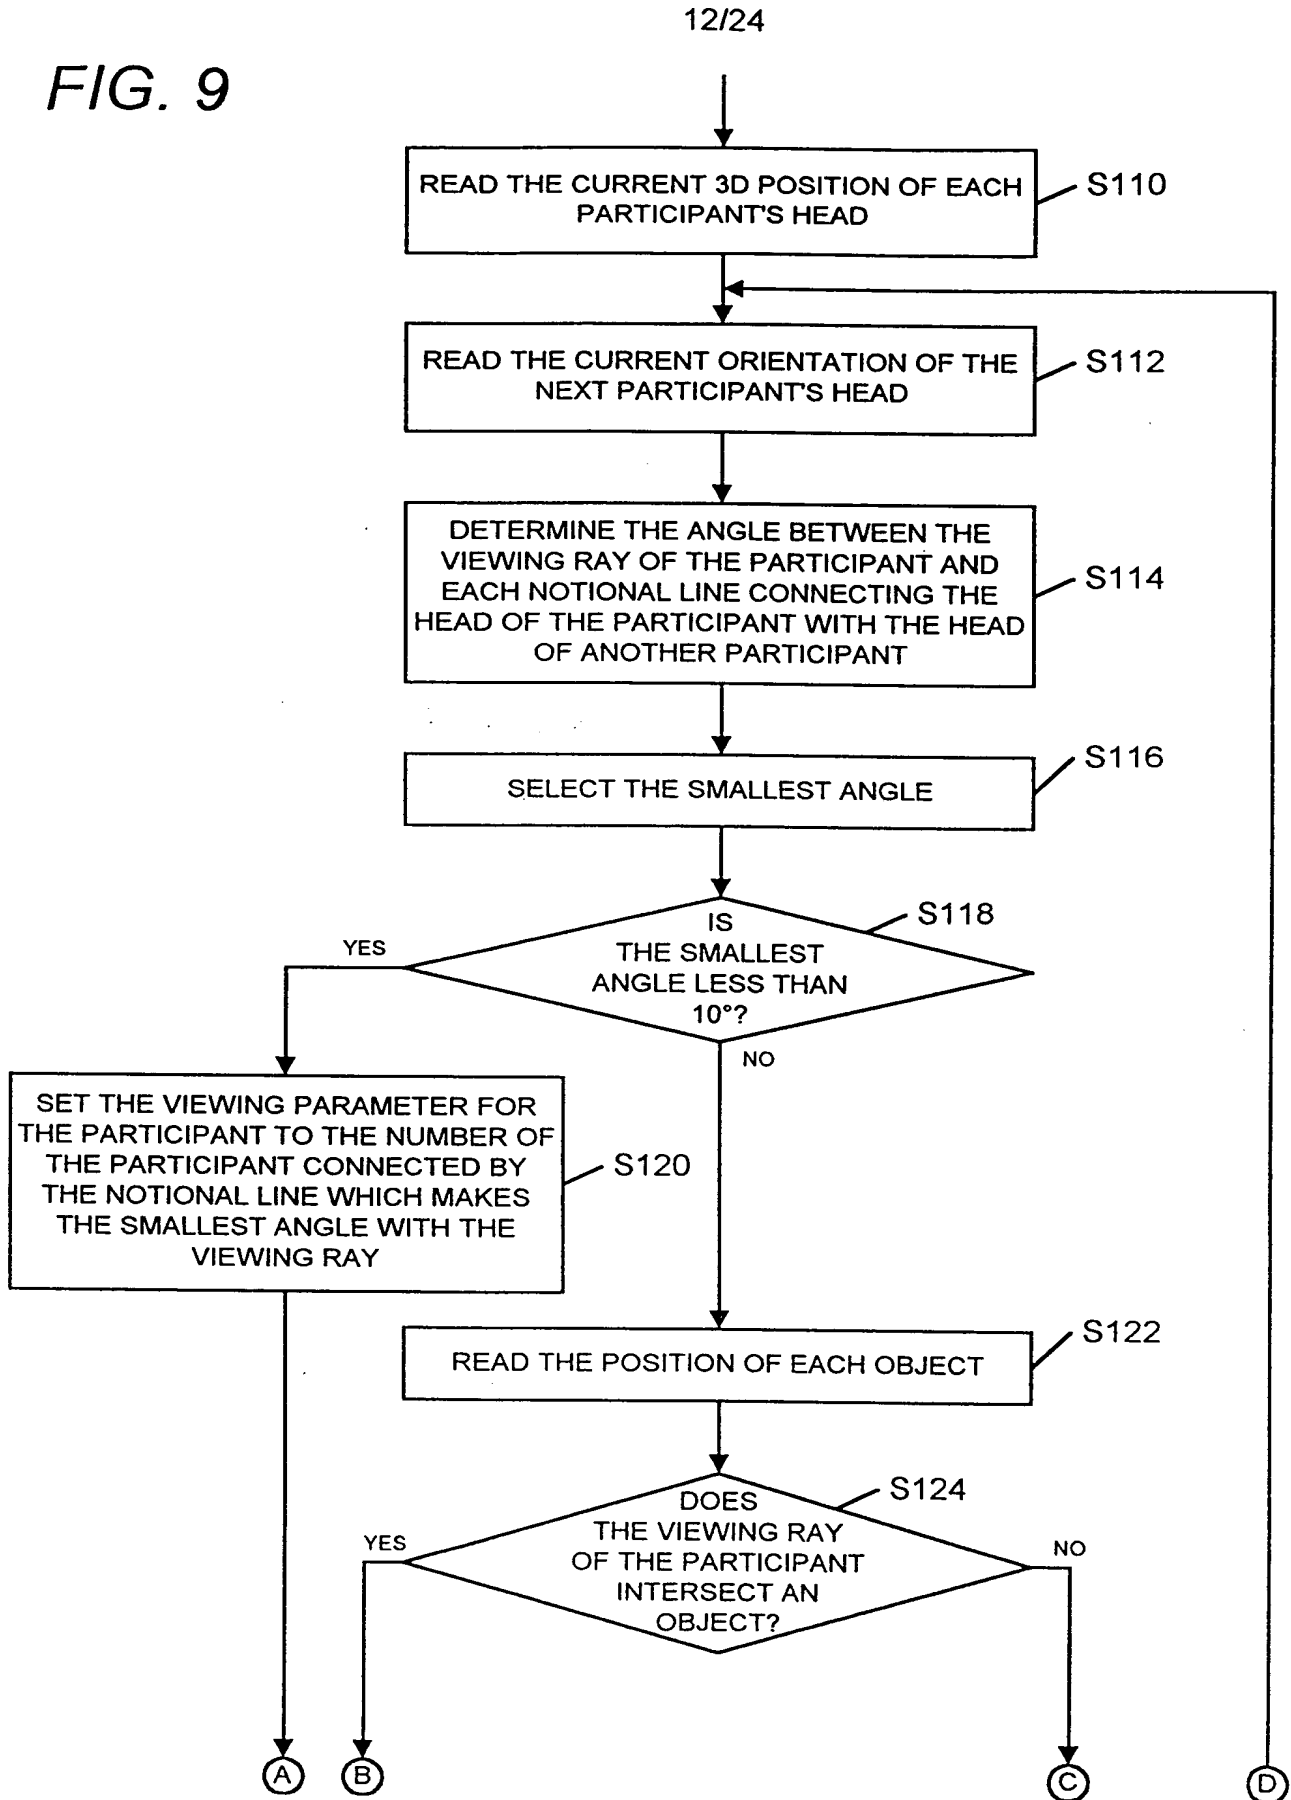 12/24
FIG. 9
READ THE CURRENT 3D POSITION OF EACH
PARTICIPANT'S HEAD
S110
READ THE CURRENT ORIENTATION OF THE
NEXT PARTICIPANT'S HEAD
S112
DETERMINE THE ANGLE BETWEEN THE
VIEWING RAY OF THE PARTICIPANT AND
EACH NOTIONAL LINE CONNECTING THE
HEAD OF THE PARTICIPANT WITH THE HEAD
OF ANOTHER PARTICIPANT
S114
SELECT THE SMALLEST ANGLE
S116
IS
THE SMALLEST
ANGLE LESS THAN
10°?
S118
YES
NO
SET THE VIEWING PARAMETER FOR
THE PARTICIPANT TO THE NUMBER OF
THE PARTICIPANT CONNECTED BY
THE NOTIONAL LINE WHICH MAKES
THE SMALLEST ANGLE WITH THE
VIEWING RAY
S120
READ THE POSITION OF EACH OBJECT
S122
DOES
THE VIEWING RAY
OF THE PARTICIPANT
INTERSECT AN
OBJECT?
S124
YES
NO
A
B
C
D